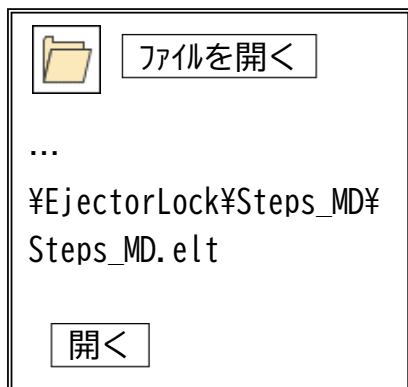 ﾌｧｲﾙを開く
...
¥EjectorLock¥Steps_MD¥
Steps_MD.elt
開く